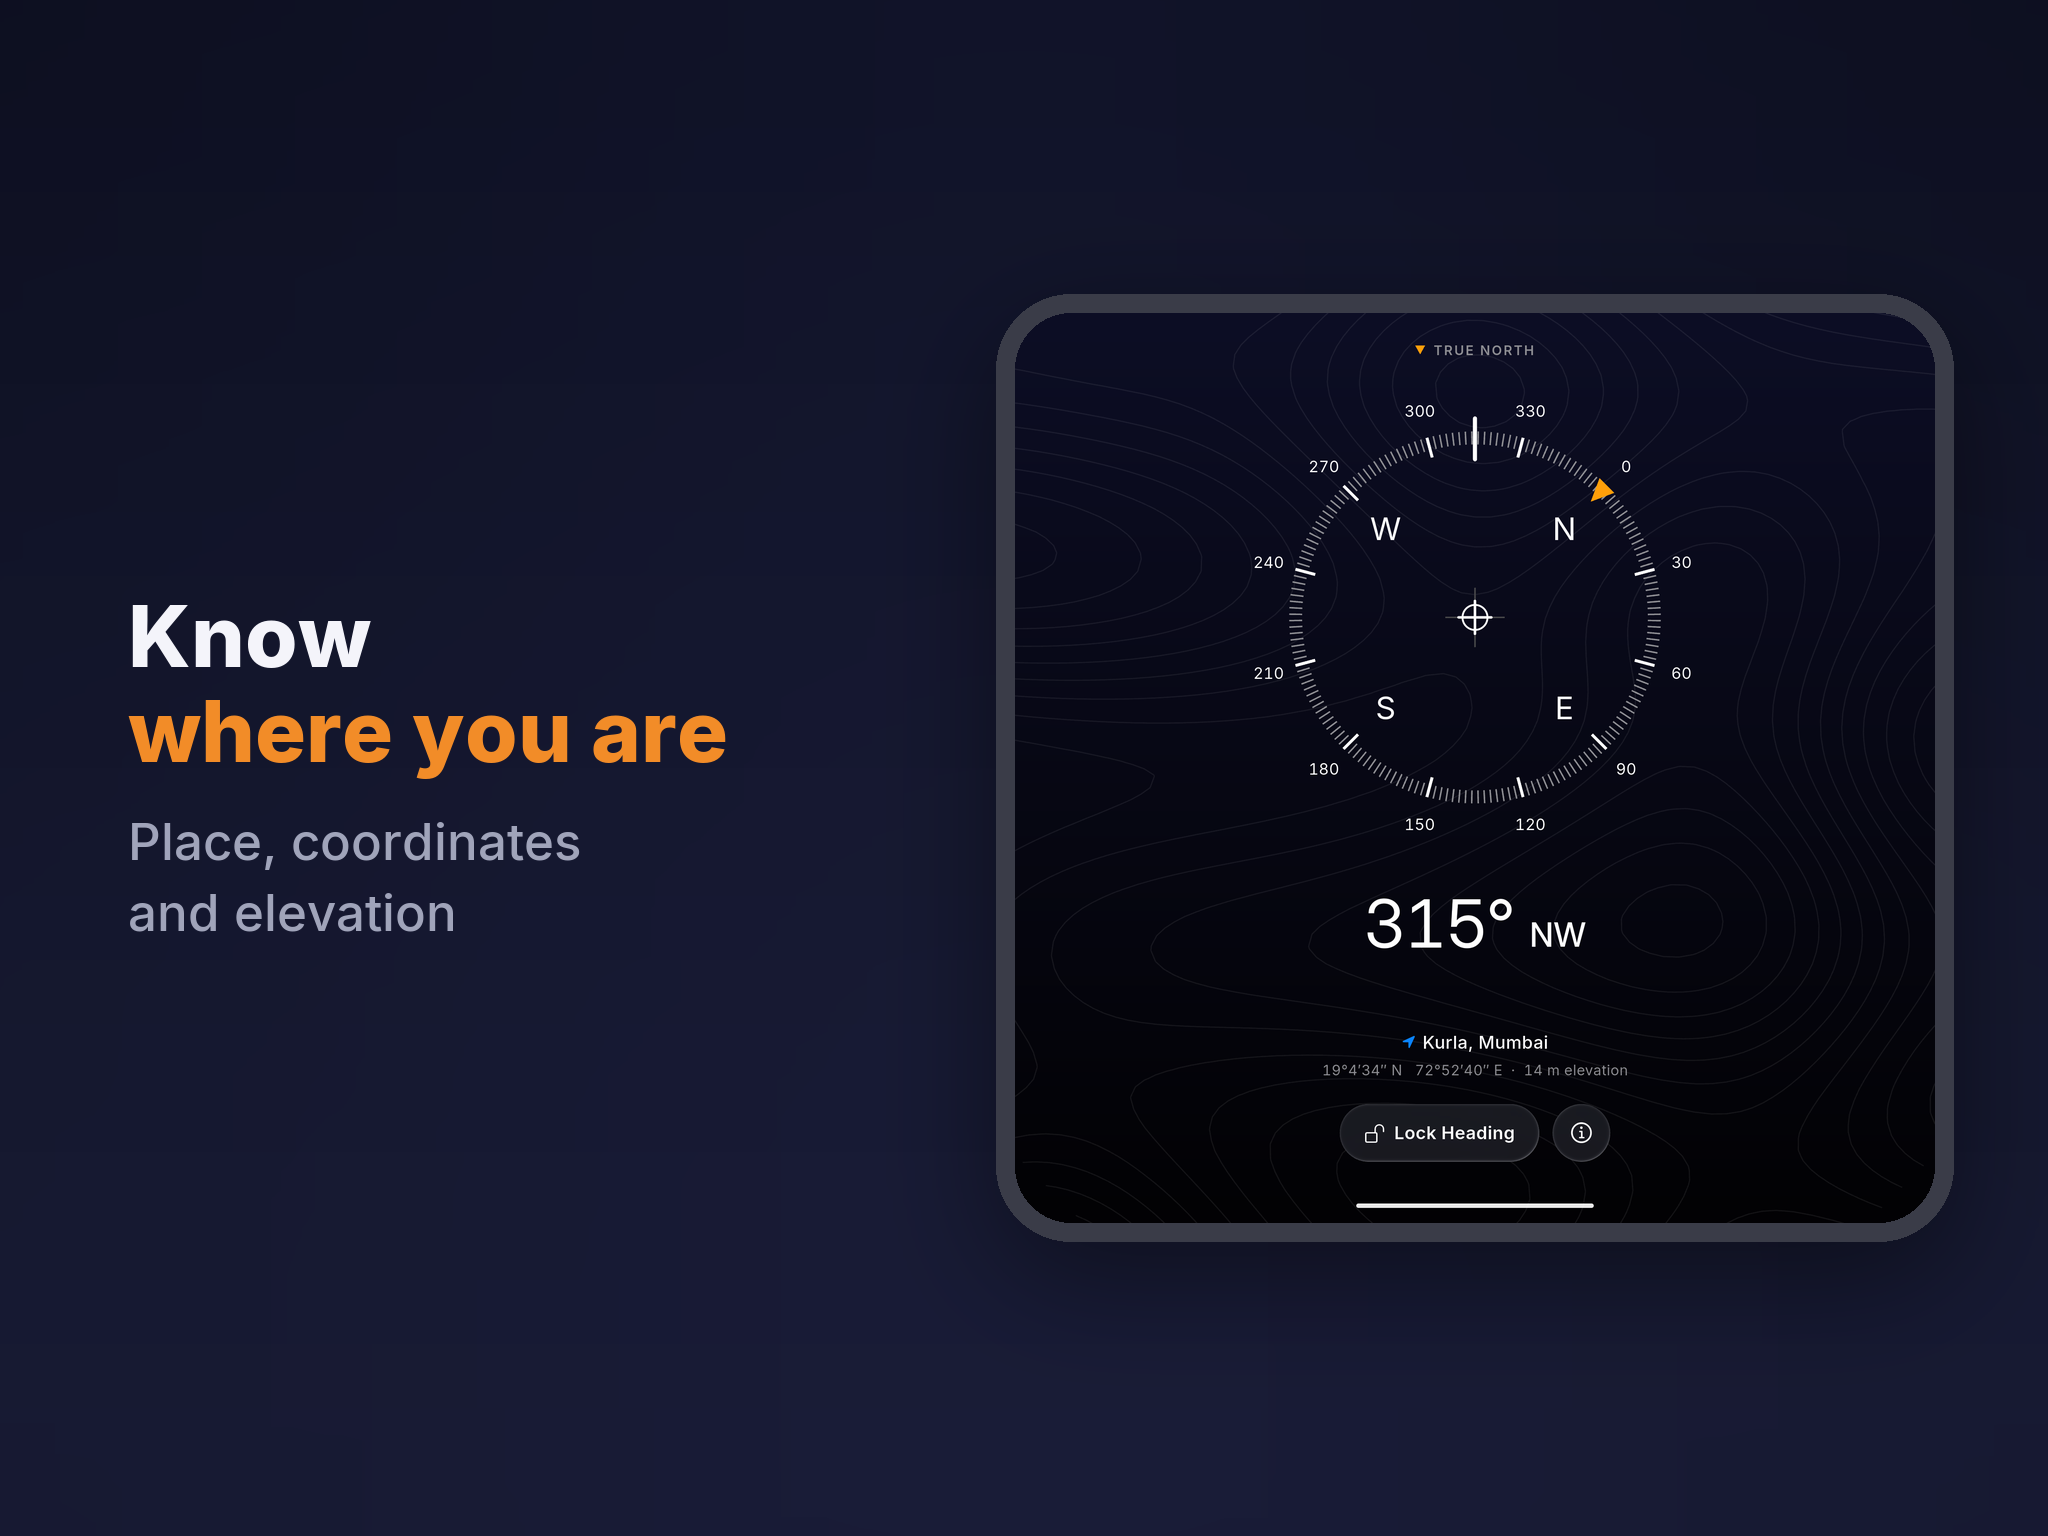 Know
where you are
Place, coordinates
and elevation
TRUE NORTH
300 330
270 0
W N
240 30
210 60
S E
180 90
150 120
315° NW
Kurla, Mumbai
19°4′34″ N 72°52′40″ E · 14 m elevation
Lock Heading